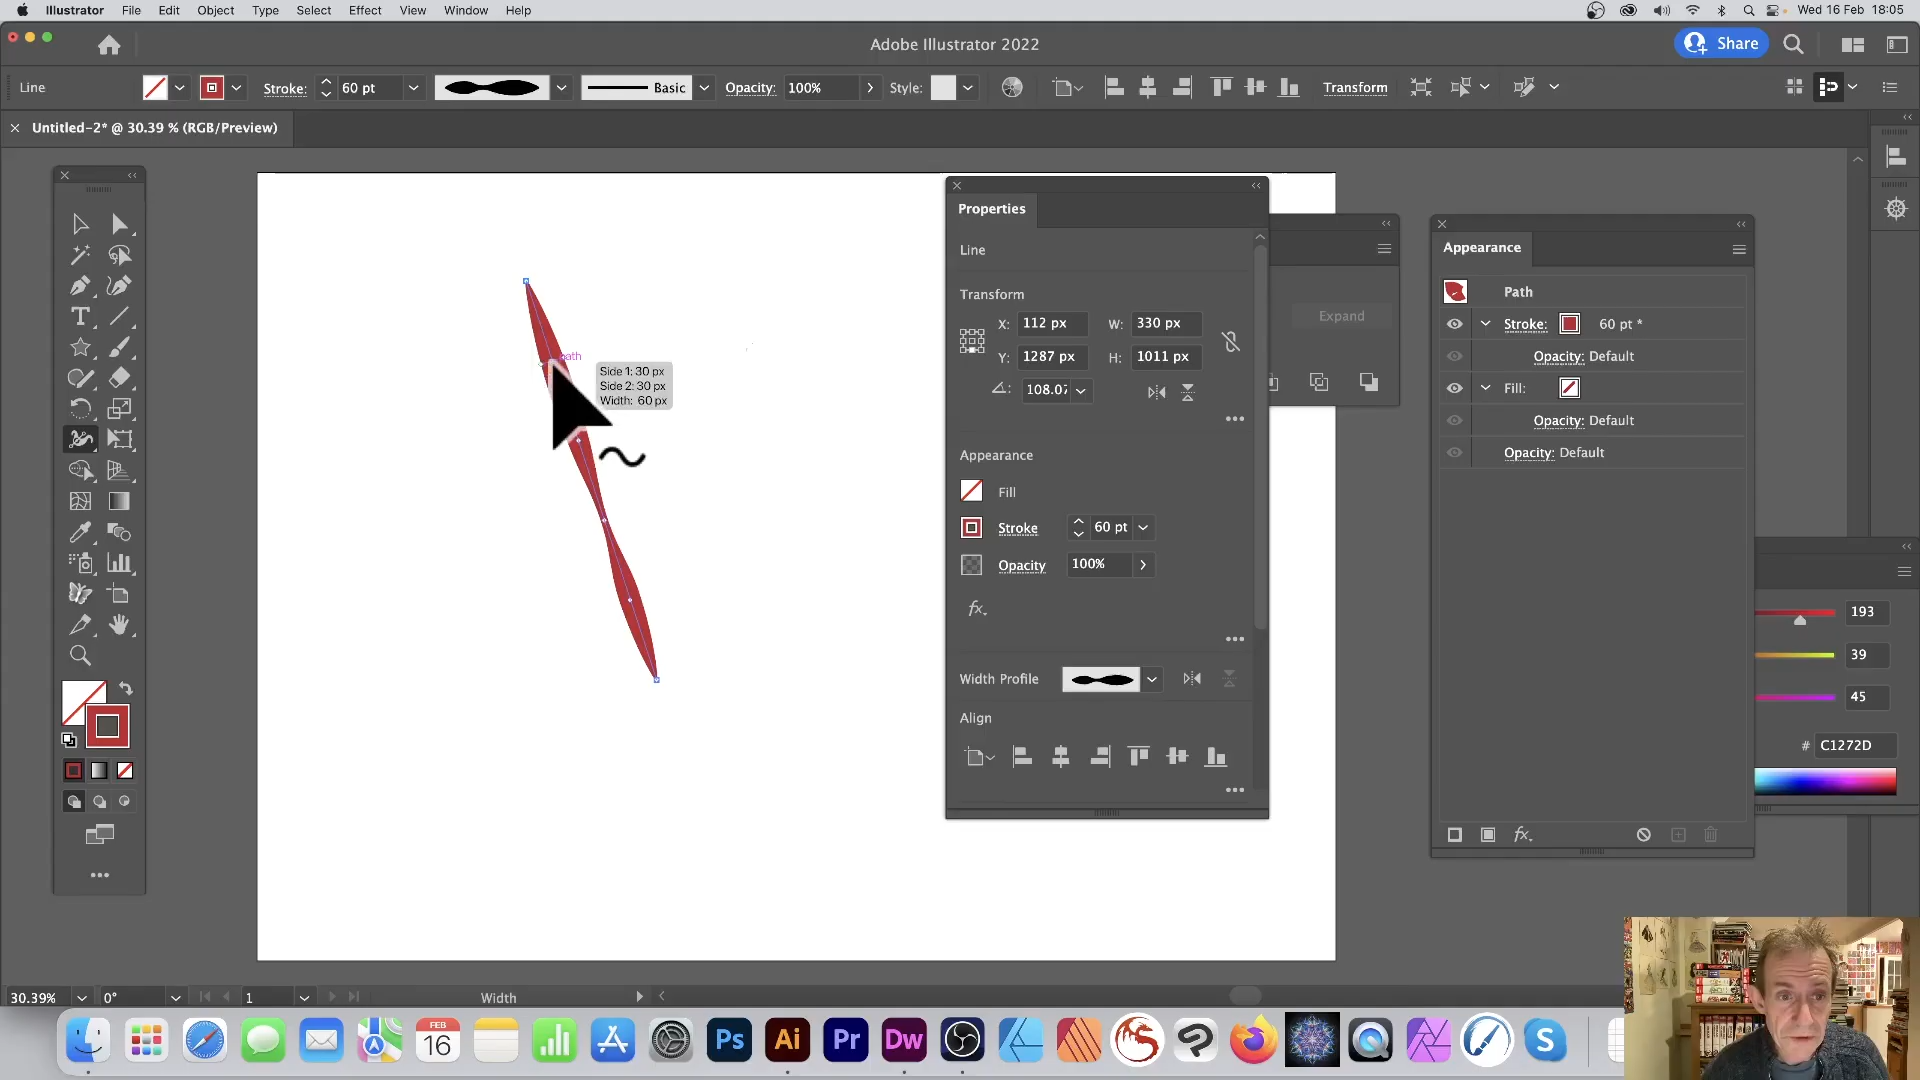 Illustrator File Edit Object Type Select Effect View Window Help
Wed 16 Feb 18:05
Adobe Illustrator 2022
Share
Line
Stroke: 60 pt
Basic
Opacity: 100%
Style:
Transform
Untitled-2* @ 30.39 % (RGB/Preview)
Properties
Line
Transform
X: 112 px W: 330 px
Y: 1287 px H: 1011 px
108.0
Appearance
Fill
Stroke 60 pt
Opacity 100%
fx
Width Profile
Align
path
Side 1: 30 px
Side 2: 30 px
Width: 60 px
Expand
Appearance
Path
Stroke: 60 pt *
Opacity: Default
Fill:
Opacity: Default
Opacity: Default
fx
193
39
45
# C1272D
T
30.39% 0° 1 Width
FEB
16
Ps
Ai
Pr
Dw
S